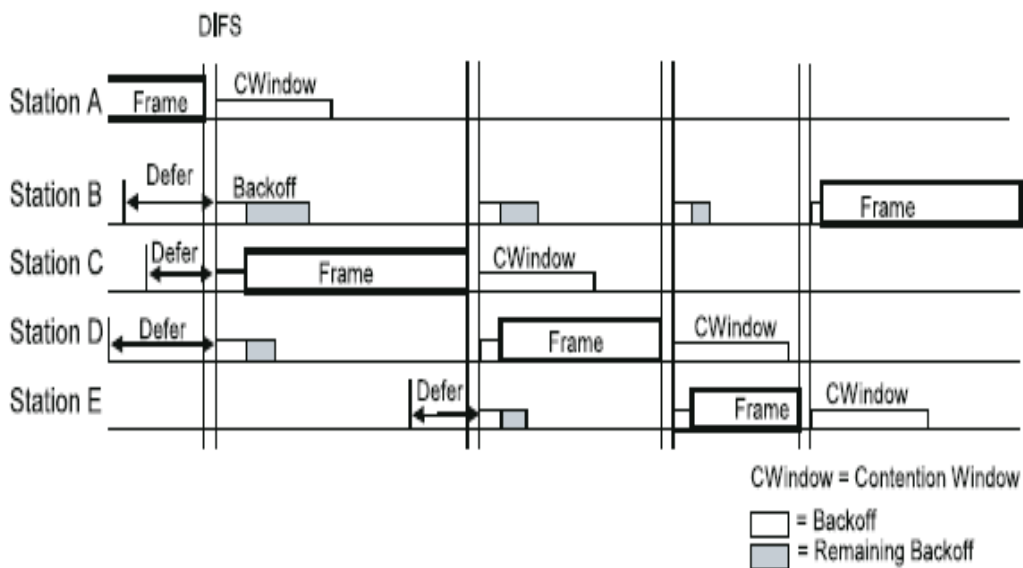 DIFS
Station A
Frame
CWindow
Station B
Defer
Backoff
Frame
Station C
Defer
Frame
CWindow
Station D
Defer
Frame
CWindow
Station E
Defer
Frame
CWindow
CWindow = Contention Window
= Backoff
= Remaining Backoff